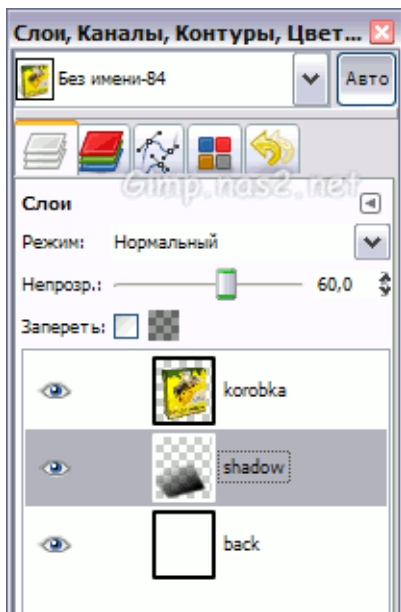 Слои, Каналы, Контуры, Цвет...
Без имени-84
Авто
Gimp.nas2.net
Слои
Режим: Нормальный
Непрозр.: 60,0
Запереть:
korobka
shadow
back